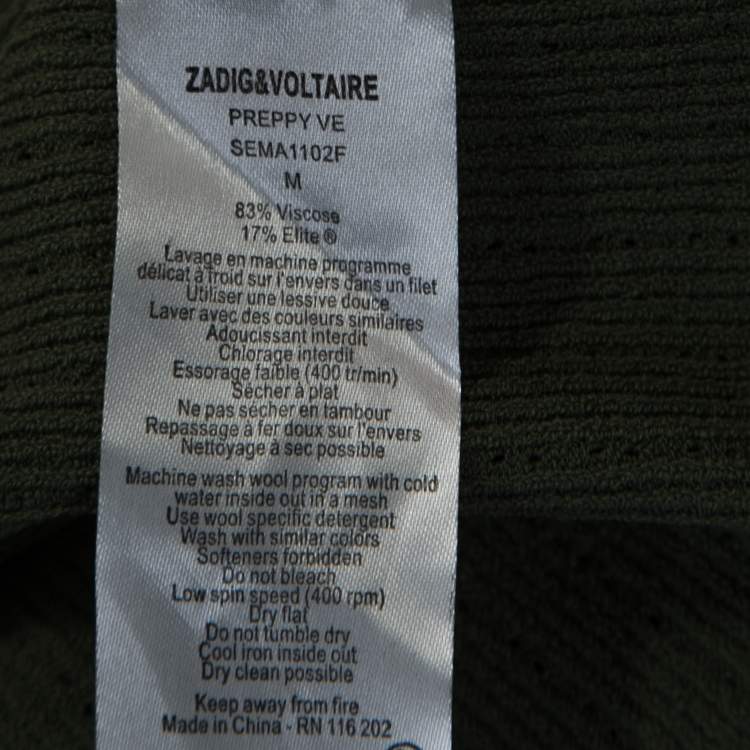 ZADIG&VOLTAIRE
PREPPY VE
SEMA1102F
M
83% Viscose
17% Elite ®
Lavage en machine programme
délicat à froid sur l'envers dans un filet
Utiliser une lessive douce
Laver avec des couleurs similaires
Adoucissant interdit
Chlorage interdit
Essorage faible (400 tr/min)
Sécher à plat
Ne pas sécher en tambour
Repassage à fer doux sur l'envers
Nettoyage à sec possible
Machine wash wool program with cold
water inside out in a mesh
Use wool specific detergent
Wash with similar colors
Softeners forbidden
Do not bleach
Low spin speed (400 rpm)
Dry flat
Do not tumble dry
Cool iron inside out
Dry clean possible
Keep away from fire
Made in China - RN 116 202